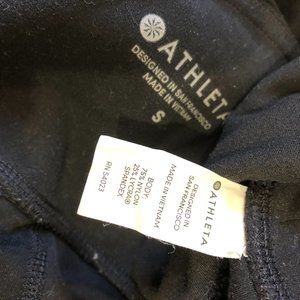 ATHLETA
DESIGNED IN SAN FRANCISCO
MADE IN VIETNAM
S
ATHLETA
DESIGNED IN
SAN FRANCISCO
MADE IN VIETNAM
BODY:
75% NYLON
25% LYCRA®
SPANDEX
RN 54023